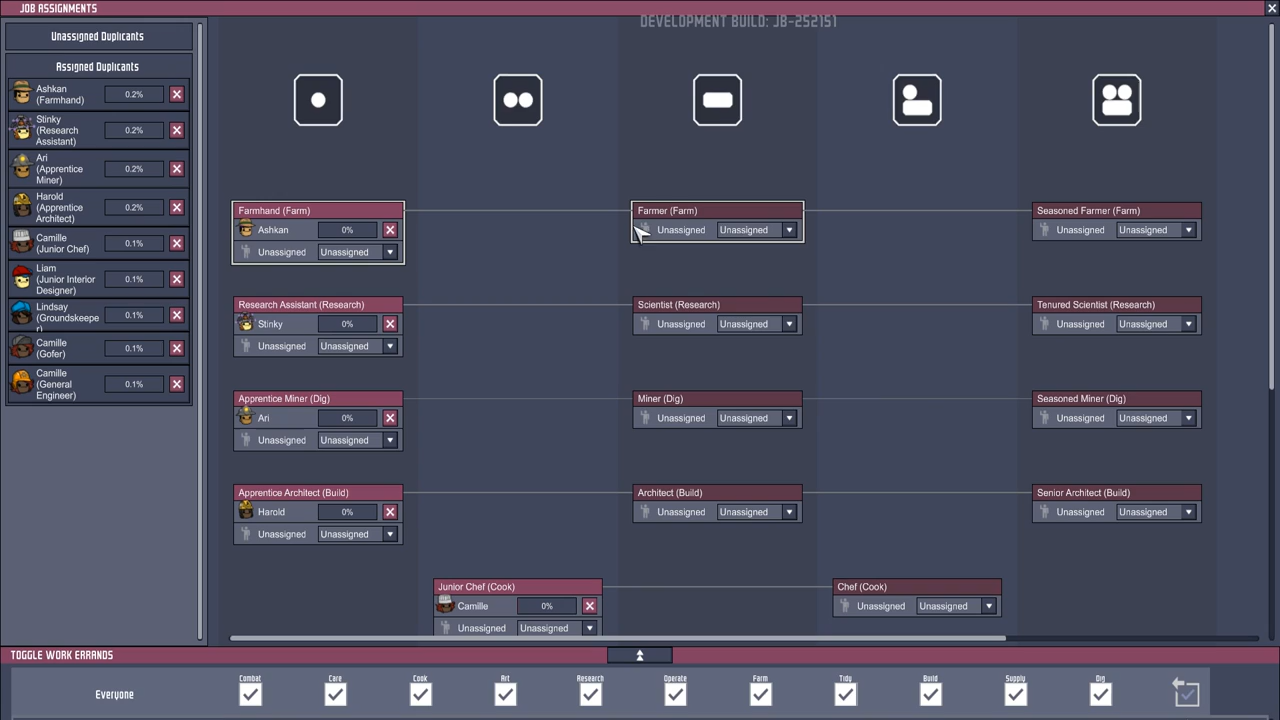 JOB ASSIGNMENTS
DEVELOPMENT BUILD: JB-252151
Unassigned Duplicants
Assigned Duplicants
Ashkan
(Farmhand)
0.2%
Stinky
(Research
Assistant)
0.2%
Ari
(Apprentice
Miner)
0.2%
Harold
(Apprentice
Architect)
0.2%
Camille
(Junior Chef)
0.1%
Liam
(Junior Interior
Designer)
0.1%
Lindsay
(Groundskeepe
r)
0.1%
Camille
(Gofer)
0.1%
Camille
(General
Engineer)
0.1%
Farmhand (Farm)
Ashkan 0%
Unassigned Unassigned
Farmer (Farm)
Unassigned Unassigned
Seasoned Farmer (Farm)
Unassigned Unassigned
Research Assistant (Research)
Stinky 0%
Unassigned Unassigned
Scientist (Research)
Unassigned Unassigned
Tenured Scientist (Research)
Unassigned Unassigned
Apprentice Miner (Dig)
Ari 0%
Unassigned Unassigned
Miner (Dig)
Unassigned Unassigned
Seasoned Miner (Dig)
Unassigned Unassigned
Apprentice Architect (Build)
Harold 0%
Unassigned Unassigned
Architect (Build)
Unassigned Unassigned
Senior Architect (Build)
Unassigned Unassigned
Junior Chef (Cook)
Camille 0%
Unassigned Unassigned
Chef (Cook)
Unassigned Unassigned
TOGGLE WORK ERRANDS
Combat Care Cook Art Research Operate Farm Tidy Build Supply Dig
Everyone